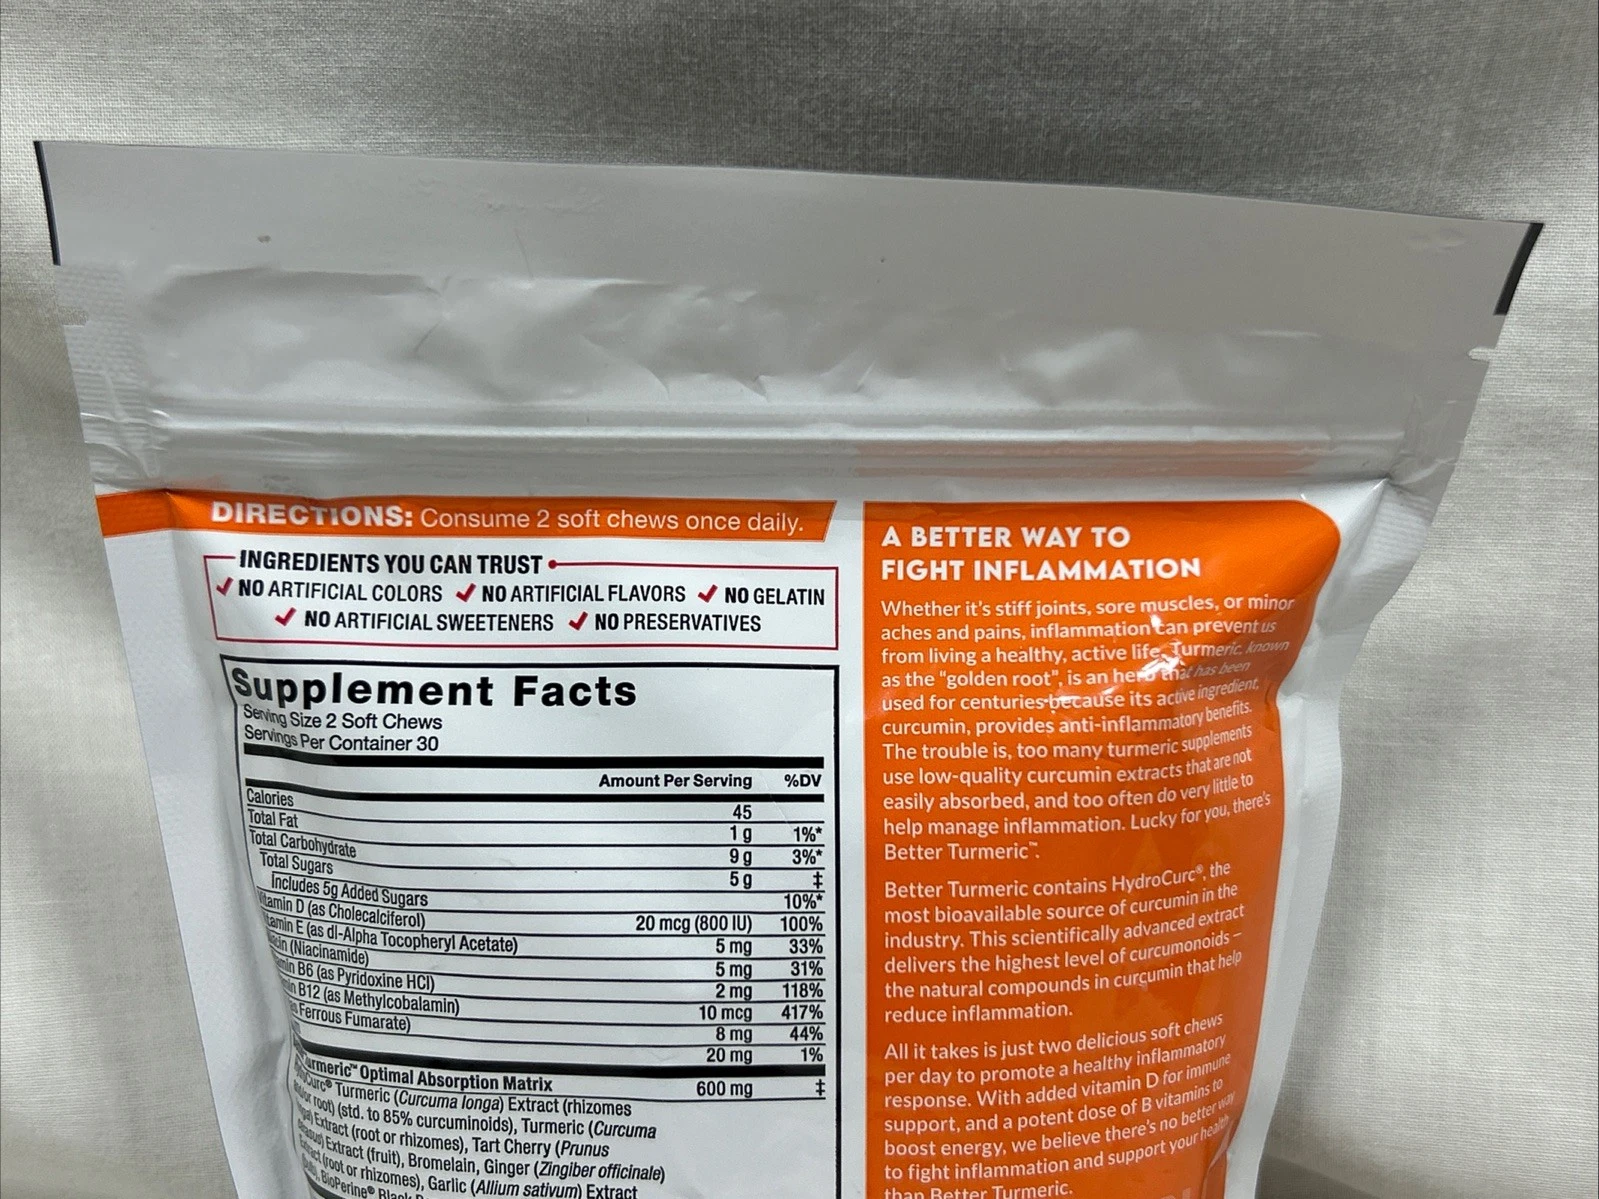 DIRECTIONS: Consume 2 soft chews once daily.
INGREDIENTS YOU CAN TRUST
NO ARTIFICIAL COLORS NO ARTIFICIAL FLAVORS NO GELATIN
NO ARTIFICIAL SWEETENERS NO PRESERVATIVES
Supplement Facts
Serving Size 2 Soft Chews
Servings Per Container 30
Amount Per Serving %DV
Calories 45
Total Fat 1 g 1%*
Total Carbohydrate 9 g 3%*
Total Sugars 5 g ‡
Includes 5g Added Sugars 10%*
Vitamin D (as Cholecalciferol) 20 mcg (800 IU) 100%
(as dl-Alpha Tocopheryl Acetate) 5 mg 33%
(Niacinamide) 5 mg 31%
B6 (as Pyridoxine HCl) 2 mg 118%
B12 (as Methylcobalamin) 10 mcg 417%
Ferrous Fumarate) 8 mg 44%
20 mg 1%
Turmeric™ Optimal Absorption Matrix 600 mg ‡
HydroCurc® Turmeric (Curcuma longa) Extract (rhizomes
root) (std. to 85% curcuminoids), Turmeric (Curcuma
Extract (root or rhizomes), Tart Cherry (Prunus
Extract (fruit), Bromelain, Ginger (Zingiber officinale)
(root or rhizomes), Garlic (Allium sativum) Extract
BioPerine® Black
A BETTER WAY TO
FIGHT INFLAMMATION
Whether it's stiff joints, sore muscles, or minor
aches and pains, inflammation can prevent us
from living a healthy, active life. Turmeric, known
as the "golden root", is an herb that has been
used for centuries because its active ingredient,
curcumin, provides anti-inflammatory benefits.
The trouble is, too many turmeric supplements
use low-quality curcumin extracts that are not
easily absorbed, and too often do very little to
help manage inflammation. Lucky for you, there's
Better Turmeric™.
Better Turmeric contains HydroCurc®, the
most bioavailable source of curcumin in the
industry. This scientifically advanced extract
delivers the highest level of curcumonoids –
the natural compounds in curcumin that help
reduce inflammation.
All it takes is just two delicious soft chews
per day to promote a healthy inflammatory
response. With added vitamin D for immune
support, and a potent dose of B vitamins to
boost energy, we believe there's no better way
to fight inflammation and support your health
than Better Turmeric.